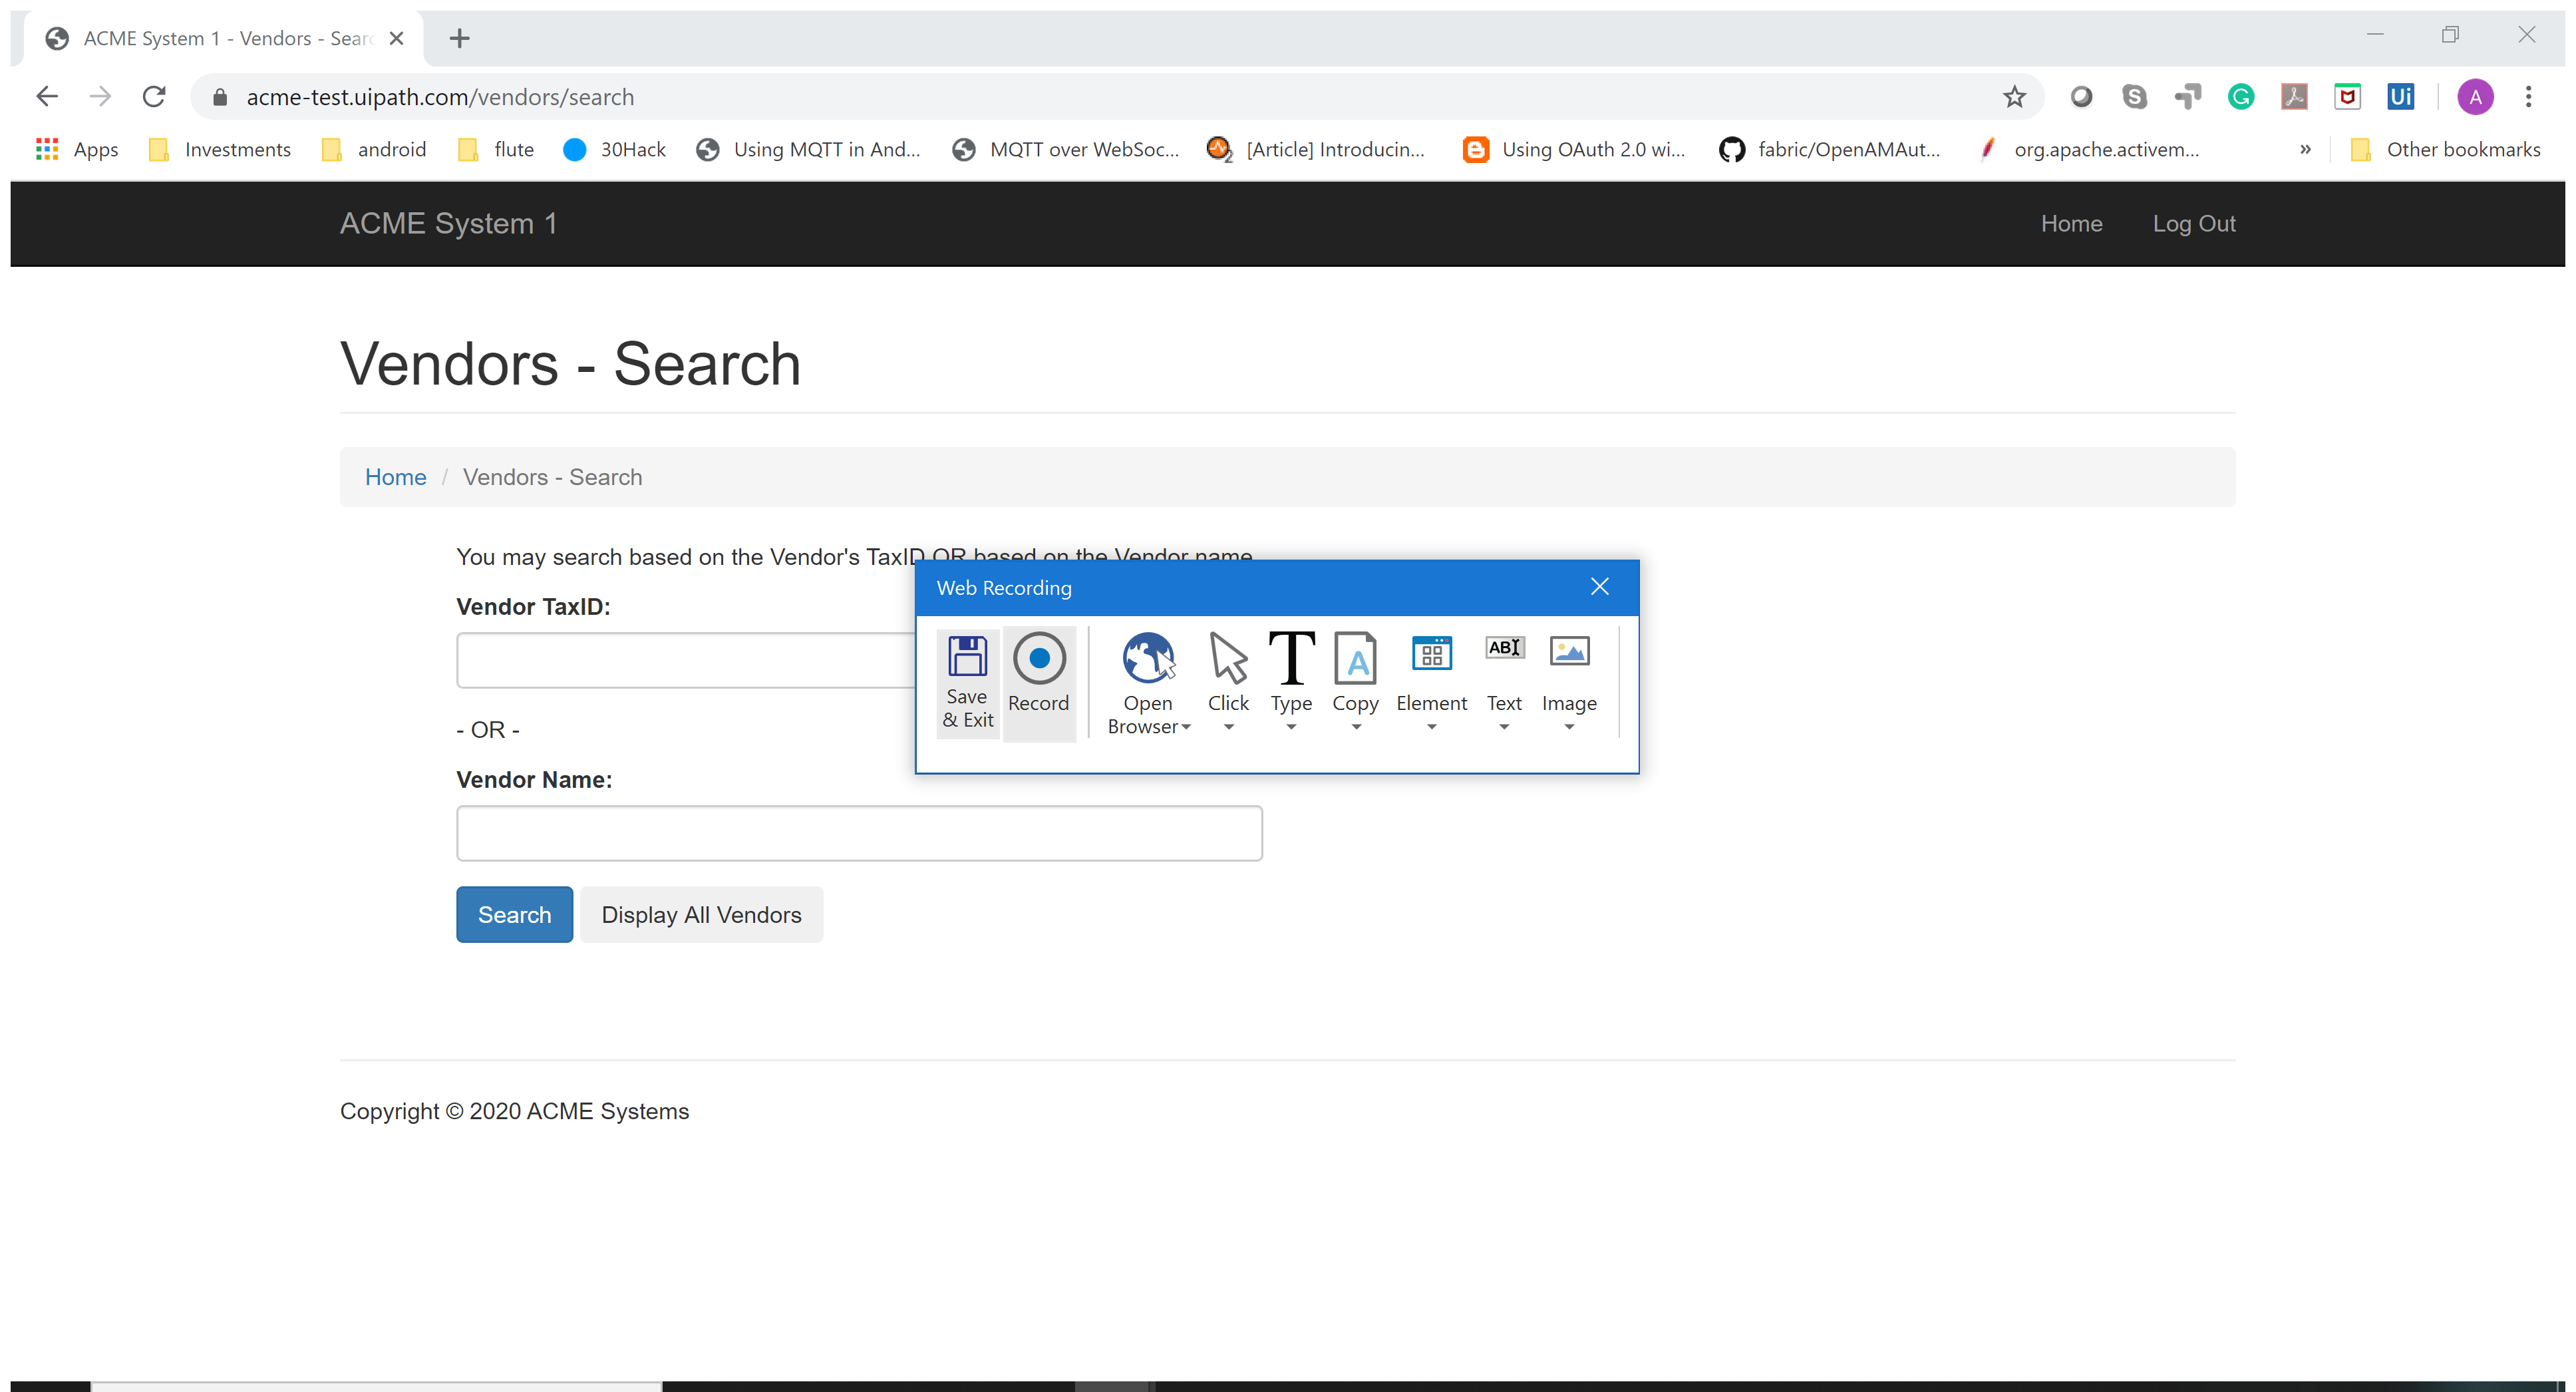 ACME System 1 - Vendors - Sear
acme-test.uipath.com/vendors/search
Apps Investments android flute 30Hack Using MQTT in And... MQTT over WebSoc... [Article] Introducin... Using OAuth 2.0 wi... fabric/OpenAMAut... org.apache.activem... » Other bookmarks
ACME System 1 Home Log Out
Vendors - Search
Home / Vendors - Search
You may search based on the Vendor's TaxID OR based on the Vendor name
Web Recording
Vendor TaxID:
Save & Exit Record Open Browser Click Type Copy Element Text Image
- OR -
Vendor Name:
Search Display All Vendors
Copyright © 2020 ACME Systems